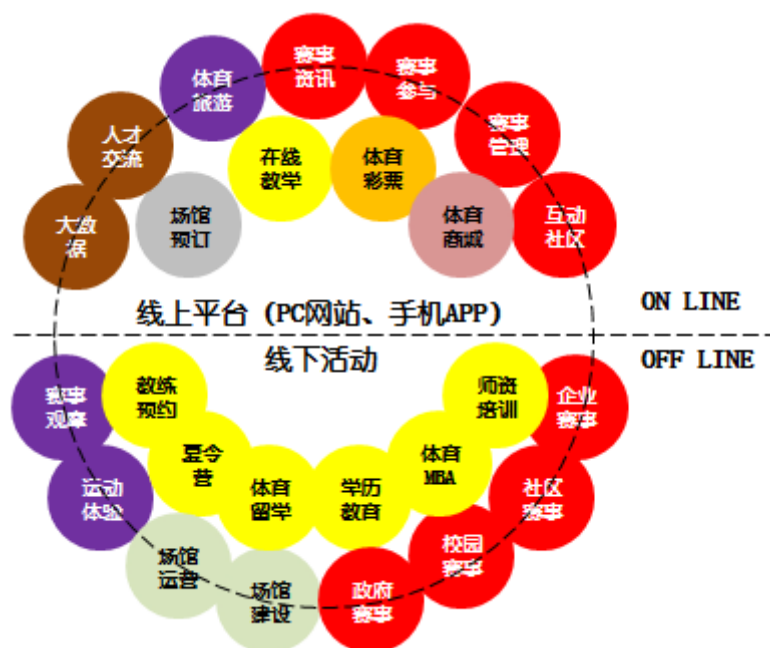 赛事
资讯
赛事
参与
体育
旅游
赛事
管理
人才
交流
在线
教学
体育
彩票
大数
据
场馆
预订
体育
商城
互动
社区
线上平台（PC网站、手机APP）
ON LINE
线下活动
OFF LINE
赛事
观摩
教练
预约
师资
培训
企业
赛事
夏令
营
体育
MBA
运动
体验
体育
留学
学历
教育
社区
赛事
场馆
运营
校园
赛事
场馆
建设
政府
赛事